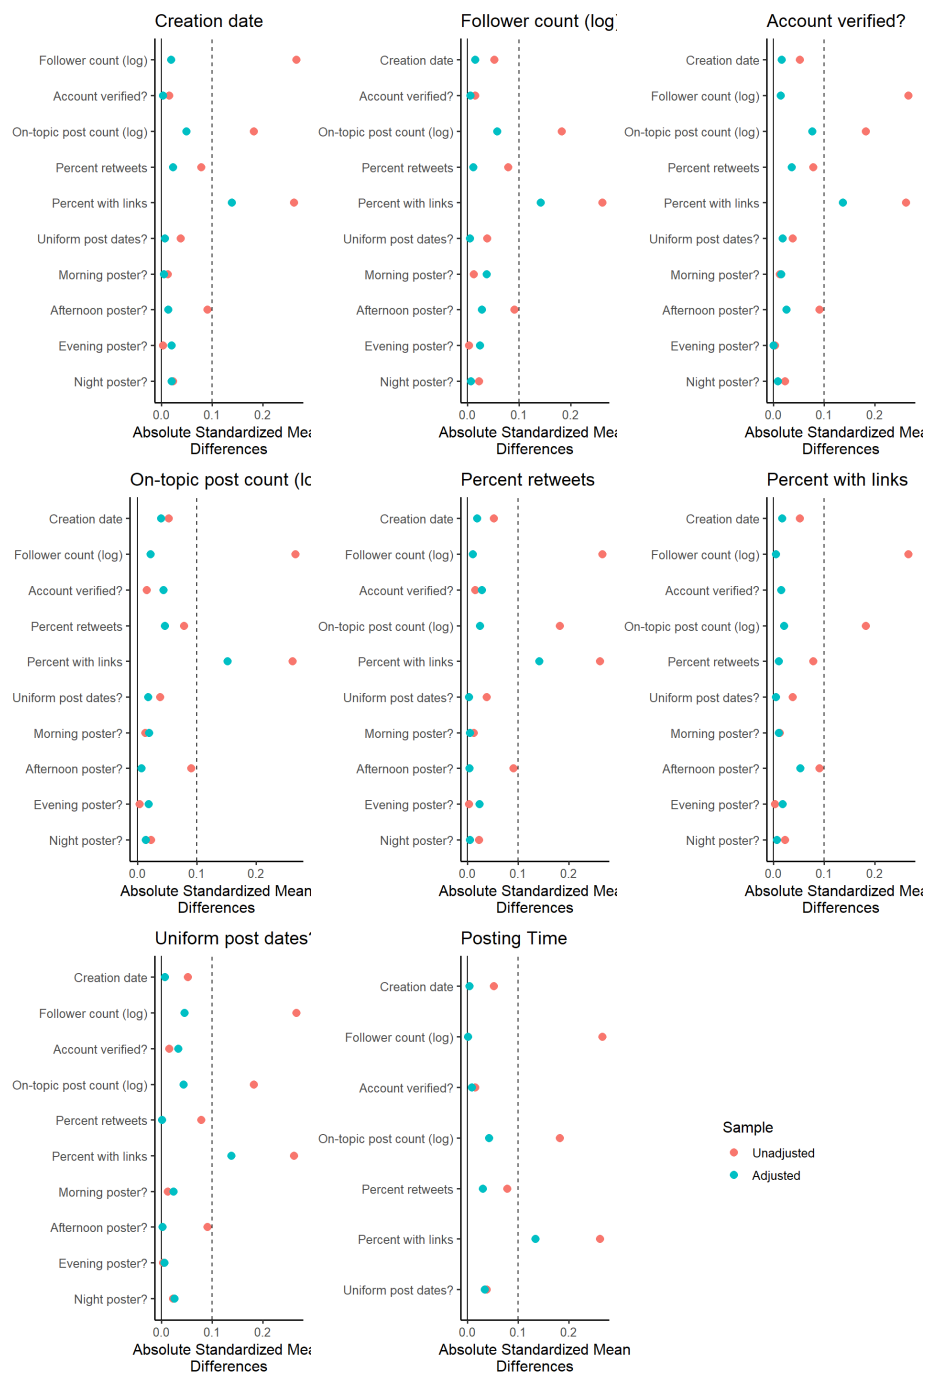 Creation date
Follower count (log)
Account verified?
On-topic post count (log)
Percent retweets
Percent with links
Uniform post dates?
Morning poster?
Afternoon poster?
Evening poster?
Night poster?
0.0 0.1 0.2
Absolute Standardized Mea
Differences
Follower count (log)
Creation date
Account verified?
On-topic post count (log)
Percent retweets
Percent with links
Uniform post dates?
Morning poster?
Afternoon poster?
Evening poster?
Night poster?
0.0 0.1 0.2
Absolute Standardized Mea
Differences
Account verified?
Creation date
Follower count (log)
On-topic post count (log)
Percent retweets
Percent with links
Uniform post dates?
Morning poster?
Afternoon poster?
Evening poster?
Night poster?
0.0 0.1 0.2
Absolute Standardized Mea
Differences
On-topic post count (lo
Creation date
Follower count (log)
Account verified?
Percent retweets
Percent with links
Uniform post dates?
Morning poster?
Afternoon poster?
Evening poster?
Night poster?
0.0 0.1 0.2
Absolute Standardized Mean
Differences
Percent retweets
Creation date
Follower count (log)
Account verified?
On-topic post count (log)
Percent with links
Uniform post dates?
Morning poster?
Afternoon poster?
Evening poster?
Night poster?
0.0 0.1 0.2
Absolute Standardized Mea
Differences
Percent with links
Creation date
Follower count (log)
Account verified?
On-topic post count (log)
Percent retweets
Uniform post dates?
Morning poster?
Afternoon poster?
Evening poster?
Night poster?
0.0 0.1 0.2
Absolute Standardized Mea
Differences
Uniform post dates?
Creation date
Follower count (log)
Account verified?
On-topic post count (log)
Percent retweets
Percent with links
Morning poster?
Afternoon poster?
Evening poster?
Night poster?
0.0 0.1 0.2
Absolute Standardized Mea
Differences
Posting Time
Creation date
Follower count (log)
Account verified?
On-topic post count (log)
Percent retweets
Percent with links
Uniform post dates?
0.0 0.1 0.2
Absolute Standardized Mean
Differences
Sample
Unadjusted
Adjusted